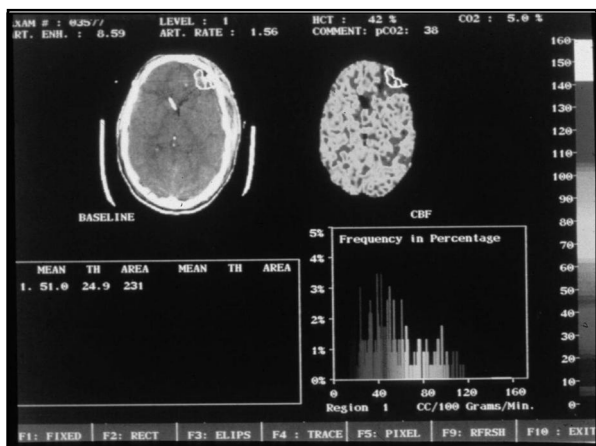 XAM # : 03577 LEVEL : 1 HCT : 42 % CO2 : 5.0 %
RT. ENH. : 8.59 ART. RATE : 1.56 COMMENT: pCO2: 38
160
150
140
130
120
110
100
90
80
70
60
50
40
30
20
10
0
BASELINE
CBF
MEAN TH AREA MEAN TH AREA
1. 51.0 24.9 231
Frequency in Percentage
5%
4%
3%
2%
1%
0%
0 40 80 120 160
Region 1 CC/100 Grams/Min.
F1: FIXED F2: RECT F3: ELIPS F4 : TRACE F5: PIXEL F9: RFRSH F10 : EXIT